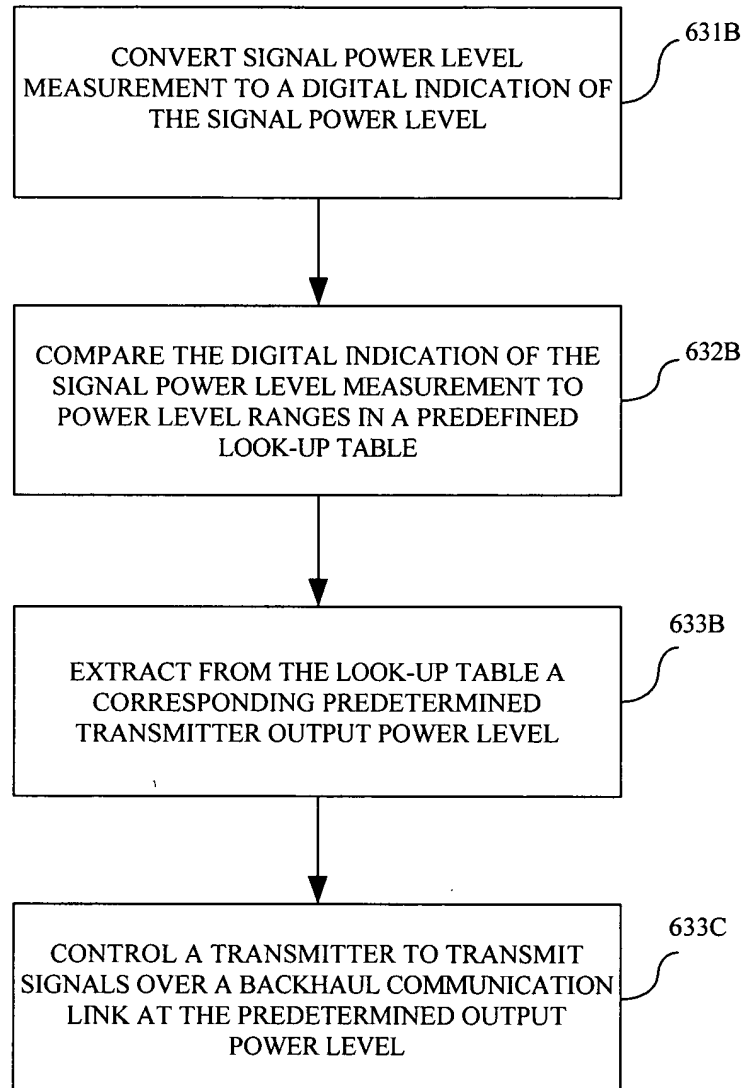 CONVERT SIGNAL POWER LEVEL
MEASUREMENT TO A DIGITAL INDICATION OF
THE SIGNAL POWER LEVEL
631B
COMPARE THE DIGITAL INDICATION OF THE
SIGNAL POWER LEVEL MEASUREMENT TO
POWER LEVEL RANGES IN A PREDEFINED
LOOK-UP TABLE
632B
EXTRACT FROM THE LOOK-UP TABLE A
CORRESPONDING PREDETERMINED
TRANSMITTER OUTPUT POWER LEVEL
633B
CONTROL A TRANSMITTER TO TRANSMIT
SIGNALS OVER A BACKHAUL COMMUNICATION
LINK AT THE PREDETERMINED OUTPUT
POWER LEVEL
633C